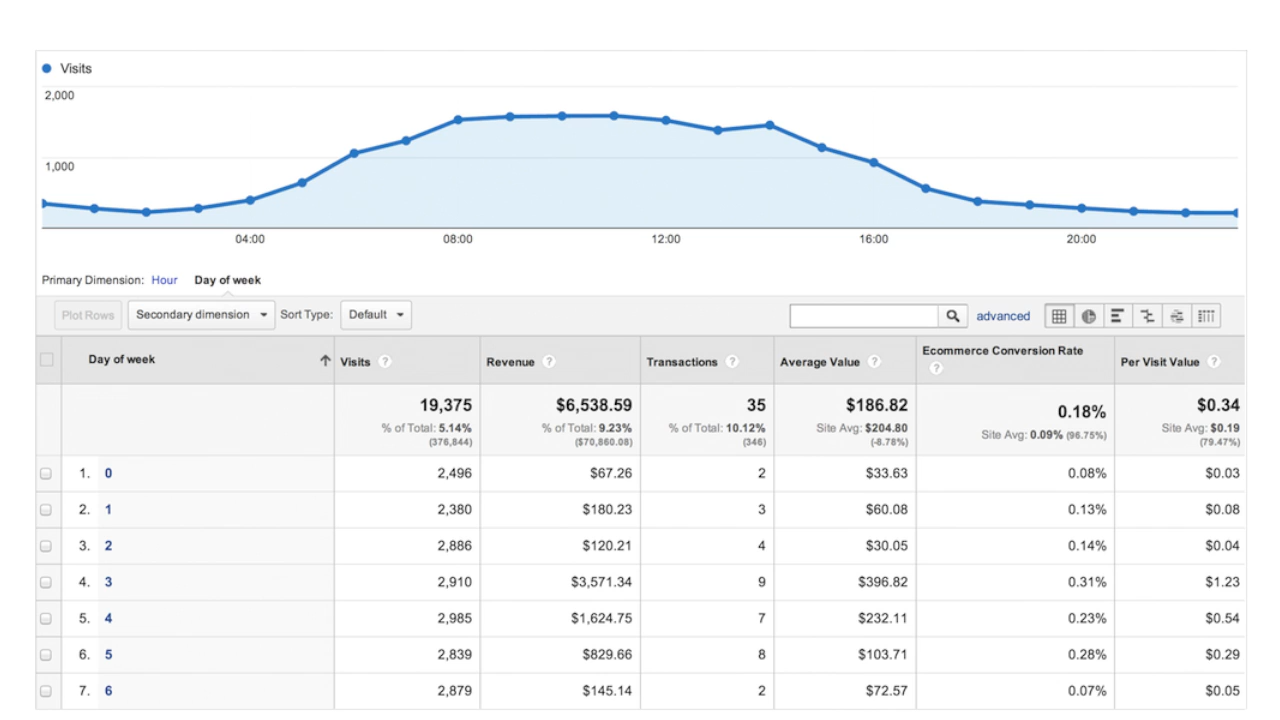 Visits
2,000
1,000
04:00 08:00 12:00 16:00 20:00
Primary Dimension: Hour Day of week
Plot Rows Secondary dimension Sort Type: Default advanced
Day of week Visits ? Revenue ? Transactions ? Average Value ? Ecommerce Conversion Rate ? Per Visit Value ?
19,375 $6,538.59 35 $186.82 0.18% $0.34
% of Total: 5.14% % of Total: 9.23% % of Total: 10.12% Site Avg: $204.80 Site Avg: 0.09% (96.75%) Site Avg: $0.19
(376,844) ($70,860.08) (346) (-8.78%) (79.47%)
1. 0 2,496 $67.26 2 $33.63 0.08% $0.03
2. 1 2,380 $180.23 3 $60.08 0.13% $0.08
3. 2 2,886 $120.21 4 $30.05 0.14% $0.04
4. 3 2,910 $3,571.34 9 $396.82 0.31% $1.23
5. 4 2,985 $1,624.75 7 $232.11 0.23% $0.54
6. 5 2,839 $829.66 8 $103.71 0.28% $0.29
7. 6 2,879 $145.14 2 $72.57 0.07% $0.05